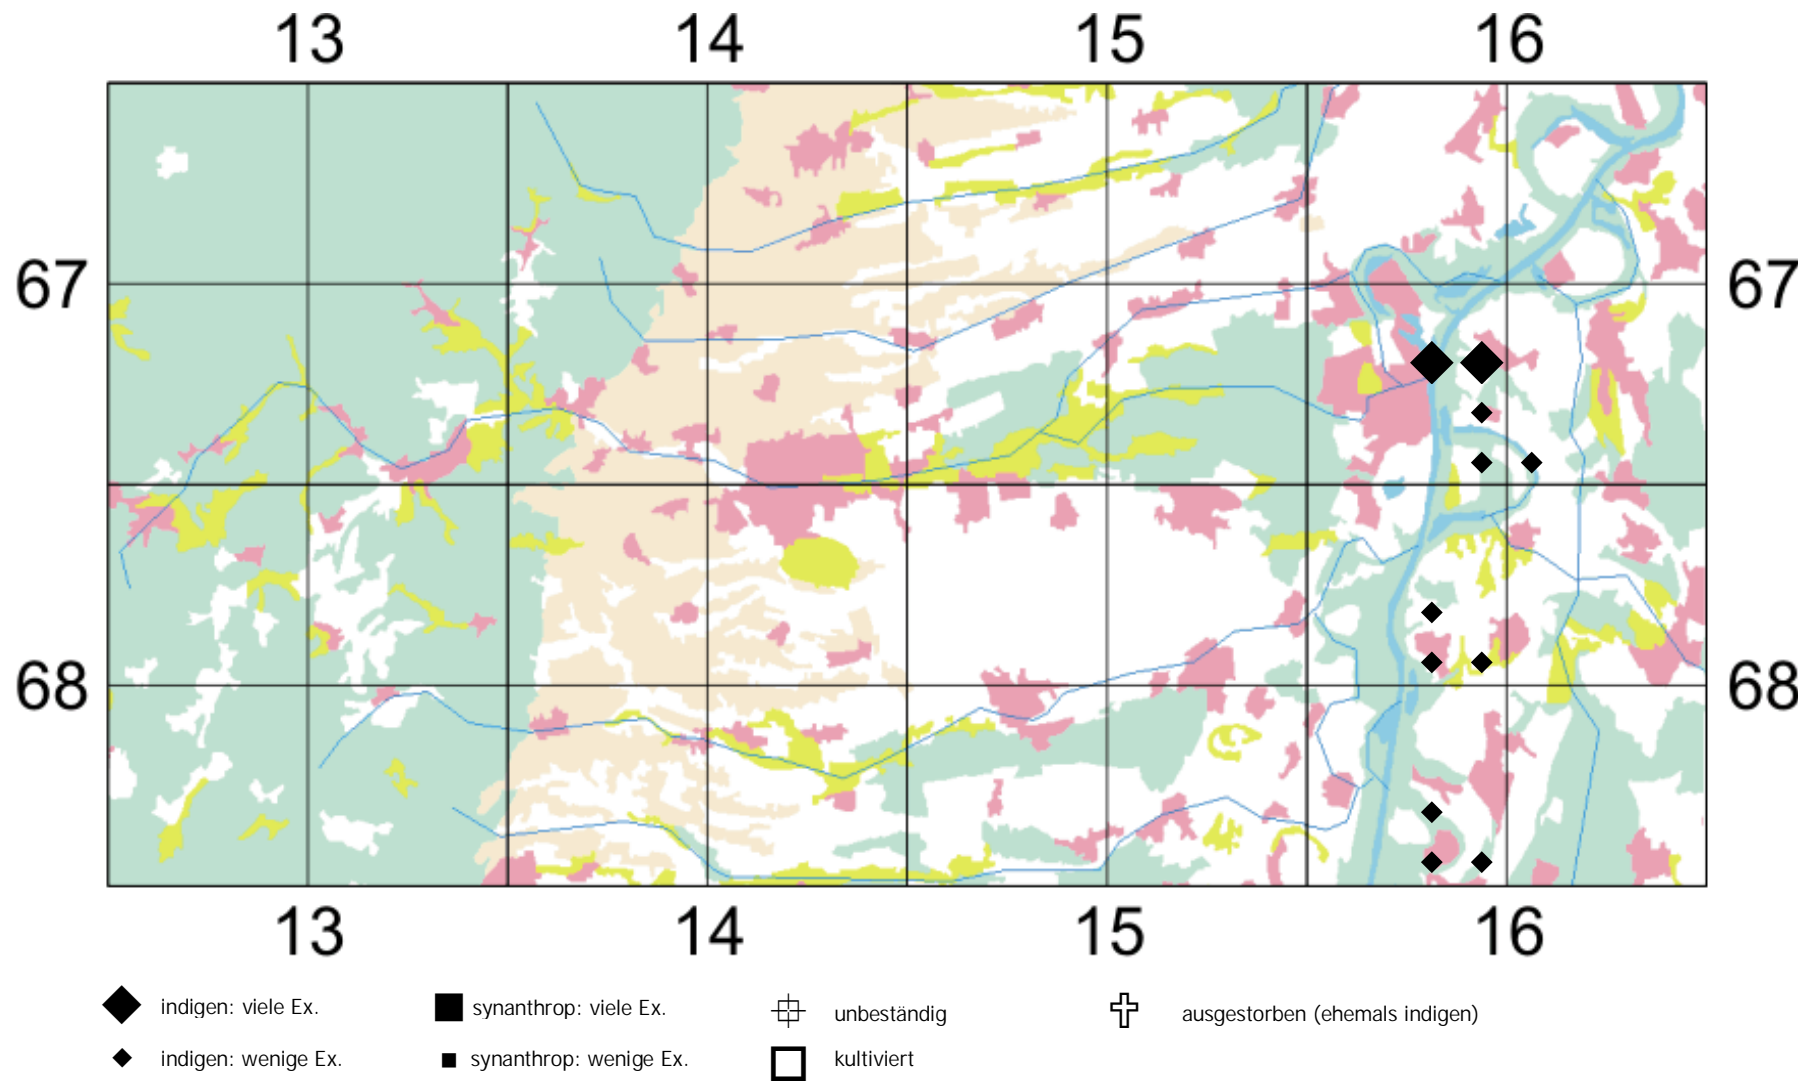 13 14 15 16
67 67
68 68
13 14 15 16
indigen: viele Ex. synanthrop: viele Ex. unbeständig ausgestorben (ehemals indigen)
indigen: wenige Ex. synanthrop: wenige Ex. kultiviert